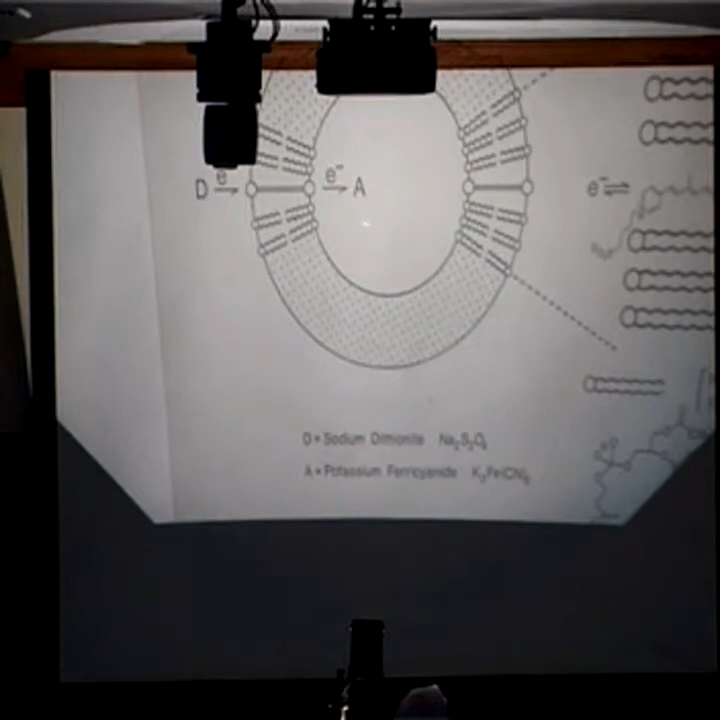 e⁻
e⁻
D → → A
e⁻⇌
D = Sodium Dithionite Na₂S₂O₄
A = Potassium Ferricyanide K₃Fe(CN)₆